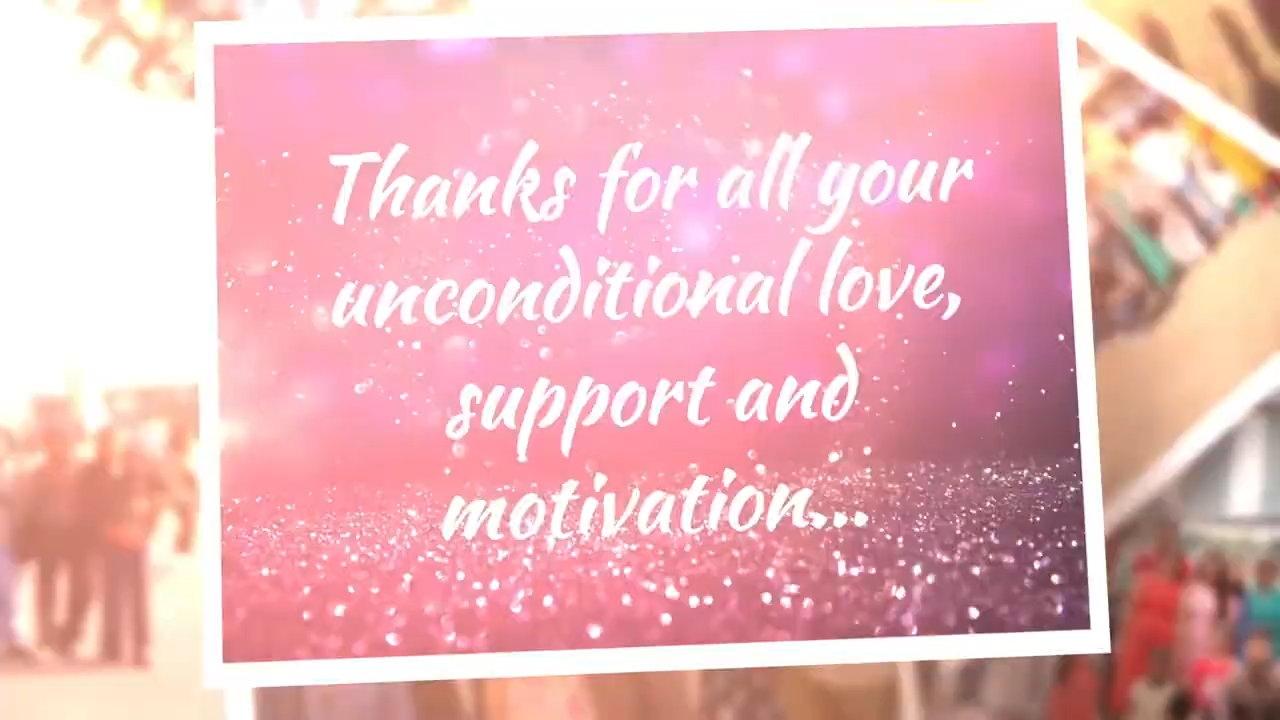 Thanks for all your
unconditional love,
support and
motivation...